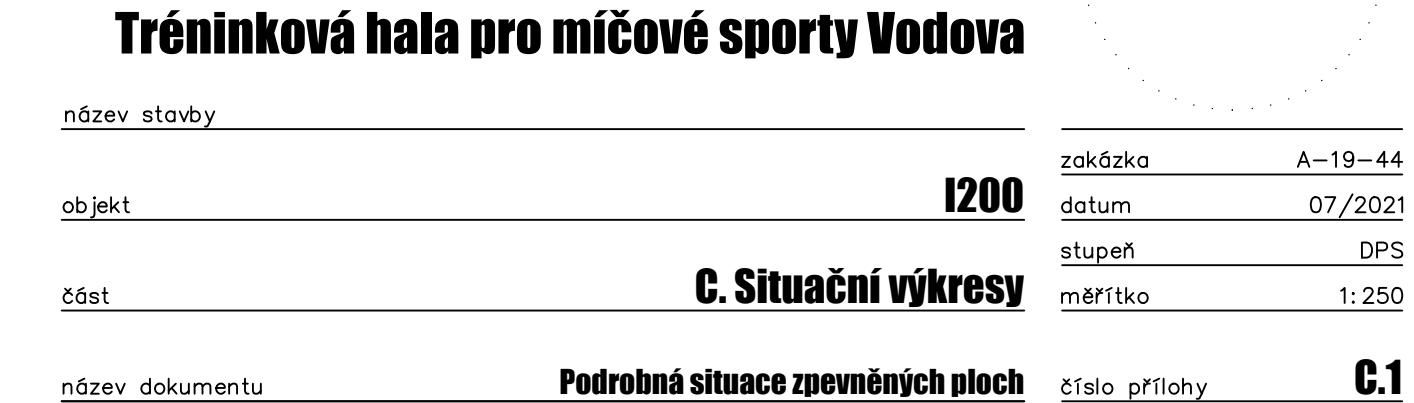 Tréninková hala pro míčové sporty Vodova
název stavby
zakázka A-19-44
objekt I200
datum 07/2021
stupeň DPS
část C. Situační výkresy
měřítko 1:250
název dokumentu Podrobná situace zpevněných ploch
číslo přílohy C.1